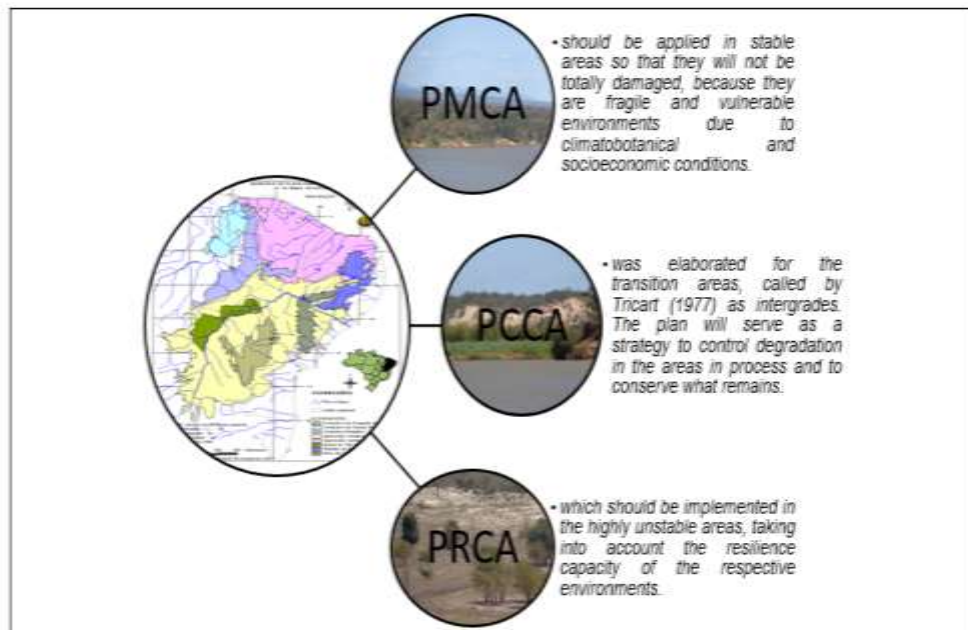 PMCA
• should be applied in stable
areas so that they will not be
totally damaged, because they
are fragile and vulnerable
environments due to
climatobotanical and
socioeconomic conditions.
PCCA
• was elaborated for the
transition areas, called by
Tricart (1977) as intergrades.
The plan will serve as a
strategy to control degradation
in the areas in process and to
conserve what remains.
PRCA
• which should be implemented in
the highly unstable areas, taking
into account the resilience
capacity of the respective
environments.